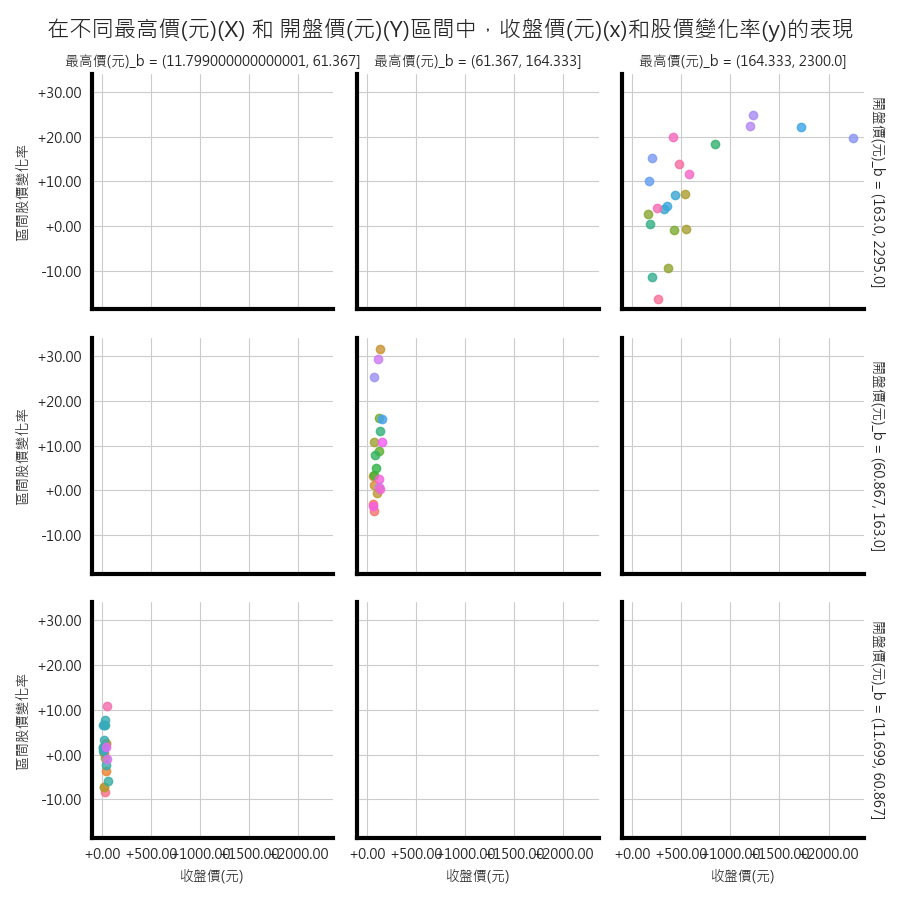 在不同最高價(元)(X) 和 開盤價(元)(Y)區間中，收盤價(元)(x)和股價變化率(y)的表現
最高價(元)_b = (11.799000000000001, 61.367]
最高價(元)_b = (61.367, 164.333]
最高價(元)_b = (164.333, 2300.0]
+30.00
+20.00
+10.00
+0.00
-10.00
區間股價變化率
開盤價(元)_b = (163.0, 2295.0]
+30.00
+20.00
+10.00
+0.00
-10.00
區間股價變化率
開盤價(元)_b = (60.867, 163.0]
+30.00
+20.00
+10.00
+0.00
-10.00
區間股價變化率
開盤價(元)_b = (11.699, 60.867]
+0.00 +500.00 +1000.00 +1500.00 +2000.00
+0.00 +500.00 +1000.00 +1500.00 +2000.00
+0.00 +500.00 +1000.00 +1500.00 +2000.00
收盤價(元)
收盤價(元)
收盤價(元)